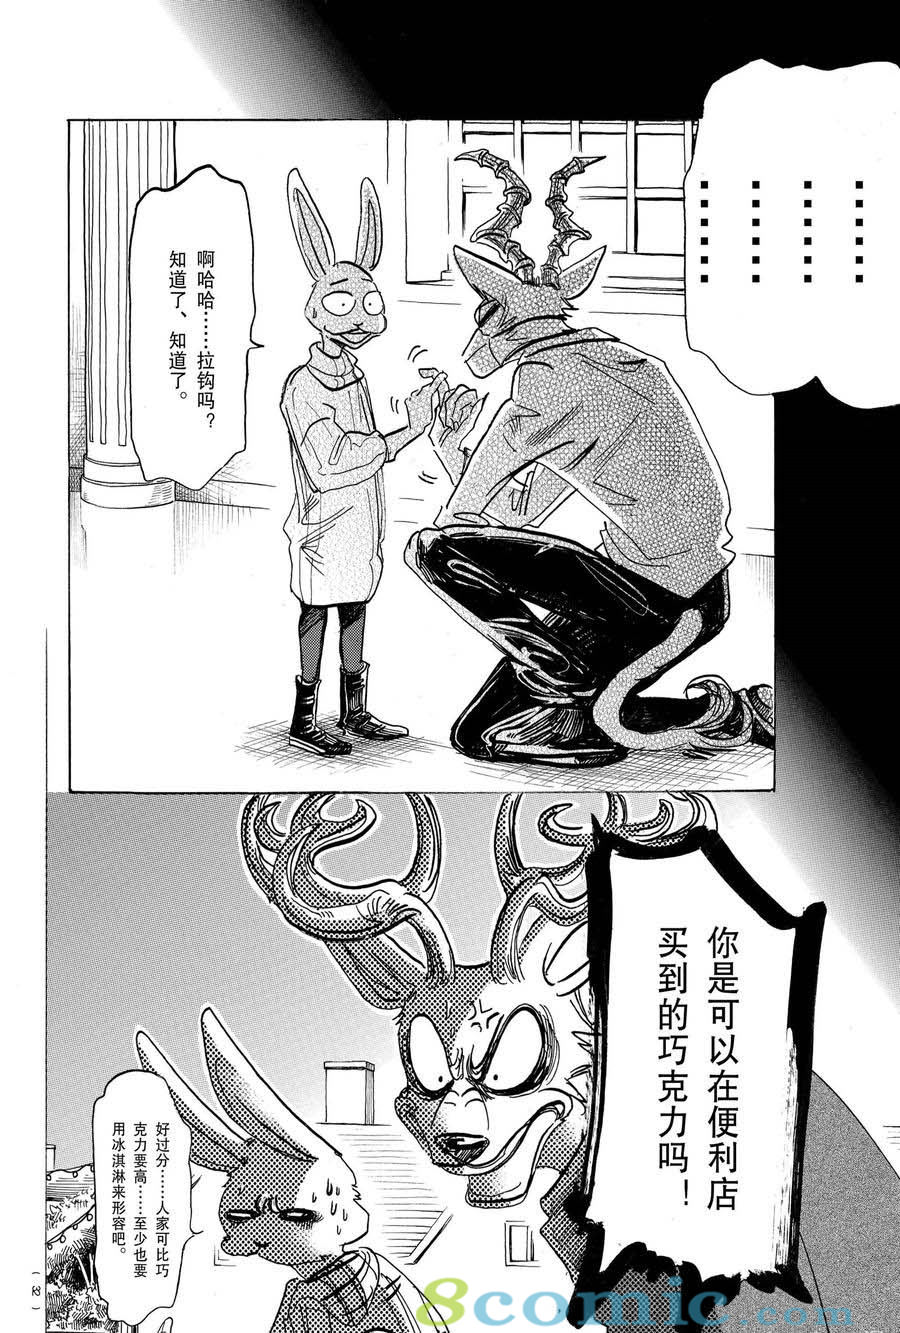 ⋯⋯⋯⋯⋯⋯⋯⋯
啊哈哈……拉钩吗？
知道了、知道了。
你是可以在便利店
买到的巧克力吗！
好过分……人家可比巧
克力要高……至少也要
用冰淇淋来形容吧。
8comic.com